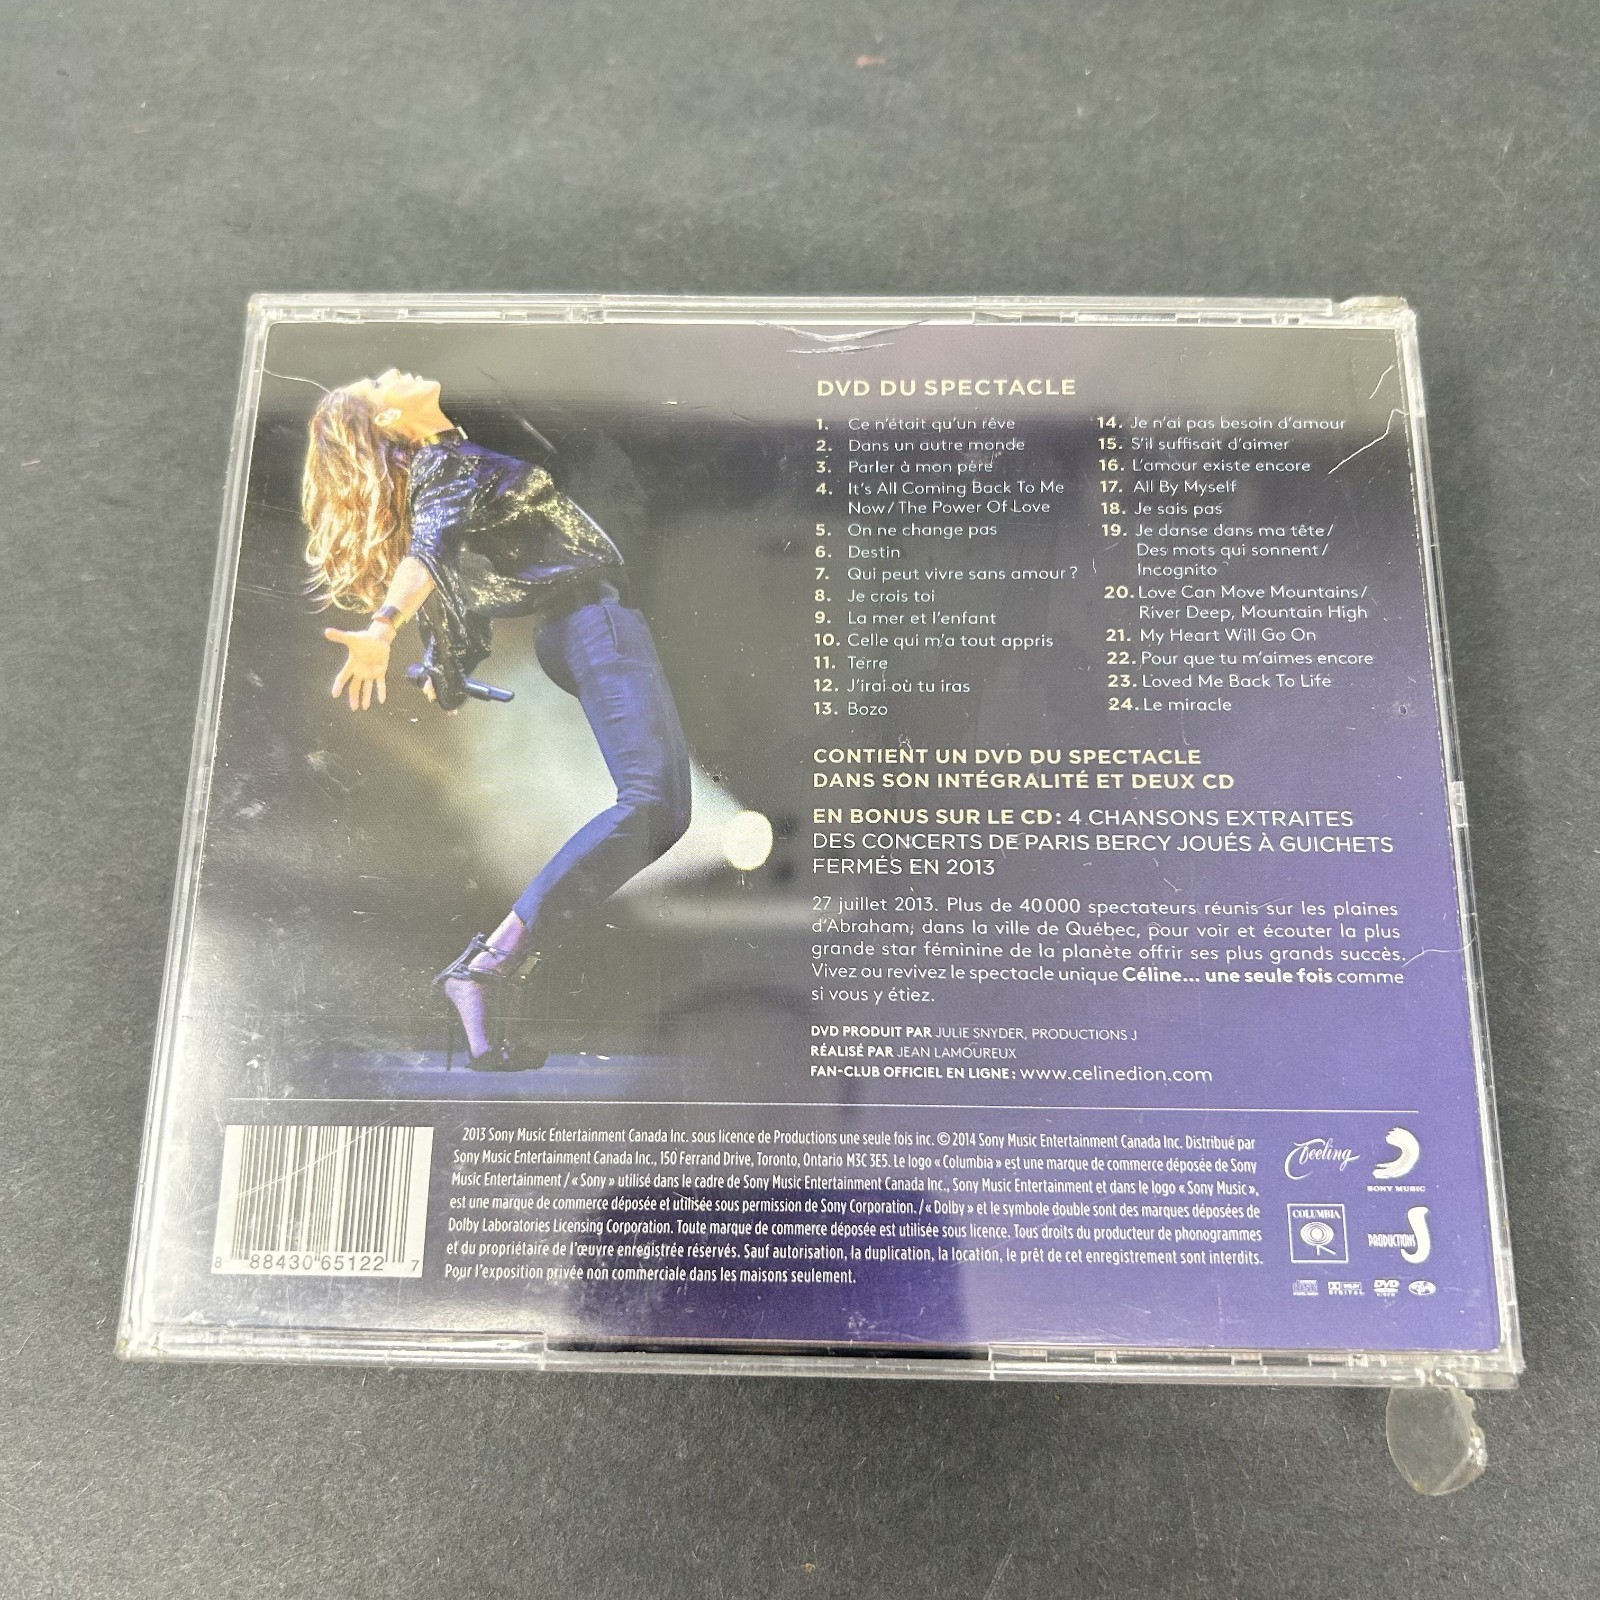 DVD DU SPECTACLE
1. Ce n'était qu'un rêve
2. Dans un autre monde
3. Parler à mon père
4. It's All Coming Back To Me
Now / The Power Of Love
5. On ne change pas
6. Destin
7. Qui peut vivre sans amour ?
8. Je crois toi
9. La mer et l'enfant
10. Celle qui m'a tout appris
11. Terre
12. J'irai où tu iras
13. Bozo
14. Je n'ai pas besoin d'amour
15. S'il suffisait d'aimer
16. L'amour existe encore
17. All By Myself
18. Je sais pas
19. Je danse dans ma tête /
Des mots qui sonnent /
Incognito
20. Love Can Move Mountains /
River Deep, Mountain High
21. My Heart Will Go On
22. Pour que tu m'aimes encore
23. Loved Me Back To Life
24. Le miracle
CONTIENT UN DVD DU SPECTACLE
DANS SON INTÉGRALITÉ ET DEUX CD
EN BONUS SUR LE CD : 4 CHANSONS EXTRAITES
DES CONCERTS DE PARIS BERCY JOUÉS À GUICHETS
FERMÉS EN 2013
27 juillet 2013. Plus de 40 000 spectateurs réunis sur les plaines
d'Abraham, dans la ville de Québec, pour voir et écouter la plus
grande star féminine de la planète offrir ses plus grands succès.
Vivez ou revivez le spectacle unique Céline... une seule fois comme
si vous y étiez.
DVD PRODUIT PAR JULIE SNYDER, PRODUCTIONS J
RÉALISÉ PAR JEAN LAMOUREUX
FAN-CLUB OFFICIEL EN LIGNE : www.celinedion.com
8 88430 65122 7
2013 Sony Music Entertainment Canada Inc. sous licence de Productions une seule fois inc. © 2014 Sony Music Entertainment Canada Inc. Distribué par
Sony Music Entertainment Canada Inc., 150 Ferrand Drive, Toronto, Ontario M3C 3E5. Le logo « Columbia » est une marque de commerce déposée de Sony
Music Entertainment / « Sony » utilisé dans le cadre de Sony Music Entertainment Canada Inc., Sony Music Entertainment et dans le logo « Sony Music »,
est une marque de commerce déposée et utilisée sous permission de Sony Corporation. / « Dolby » et le symbole double sont des marques déposées de
Dolby Laboratories Licensing Corporation. Toute marque de commerce déposée est utilisée sous licence. Tous droits du producteur de phonogrammes
et du propriétaire de l'œuvre enregistrée réservés. Sauf autorisation, la duplication, la location, le prêt de cet enregistrement sont interdits.
Pour l'exposition privée non commerciale dans les maisons seulement.
Feeling
SONY MUSIC
COLUMBIA
PRODUCTIONS J
DIGITAL
DVD